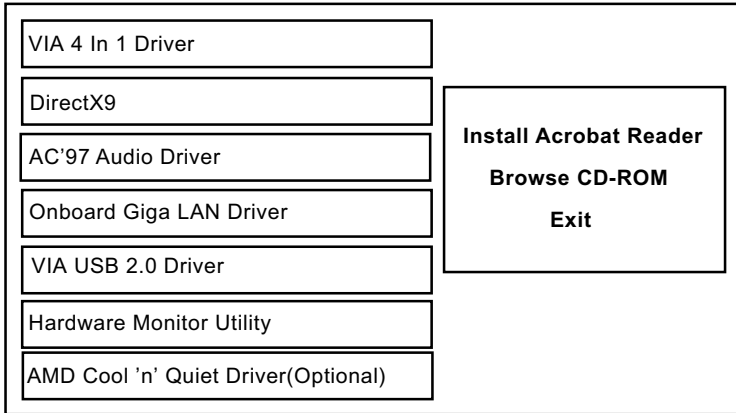 VIA 4 In 1 Driver
DirectX9
AC’97 Audio Driver
Onboard Giga LAN Driver
VIA USB 2.0 Driver
Hardware Monitor Utility
AMD Cool ’n’ Quiet Driver(Optional)
Install Acrobat Reader
Browse CD-ROM
Exit